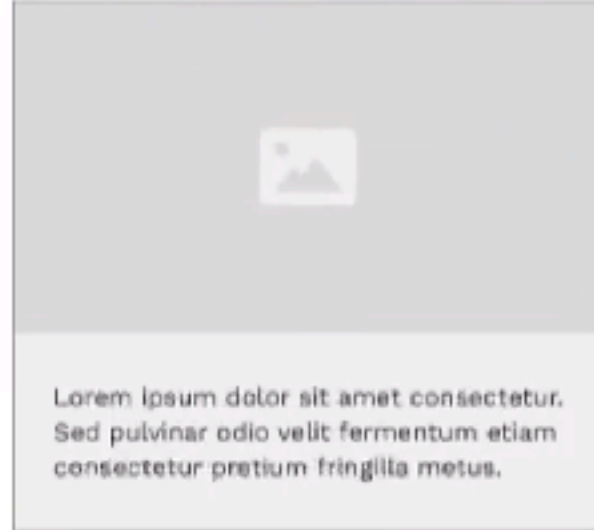 Lorem ipsum dolor sit amet consectetur.
Sed pulvinar odio velit fermentum etiam
consectetur pretium fringilla metus.